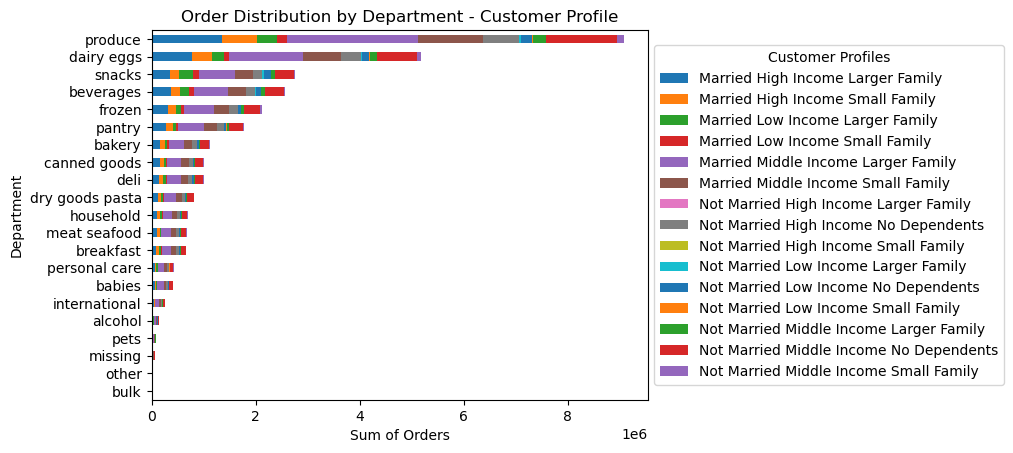 Order Distribution by Department - Customer Profile
Department
produce
dairy eggs
snacks
beverages
frozen
pantry
bakery
canned goods
deli
dry goods pasta
household
meat seafood
breakfast
personal care
babies
international
alcohol
pets
missing
other
bulk
0
2
4
6
8
1e6
Sum of Orders
Customer Profiles
Married High Income Larger Family
Married High Income Small Family
Married Low Income Larger Family
Married Low Income Small Family
Married Middle Income Larger Family
Married Middle Income Small Family
Not Married High Income Larger Family
Not Married High Income No Dependents
Not Married High Income Small Family
Not Married Low Income Larger Family
Not Married Low Income No Dependents
Not Married Low Income Small Family
Not Married Middle Income Larger Family
Not Married Middle Income No Dependents
Not Married Middle Income Small Family